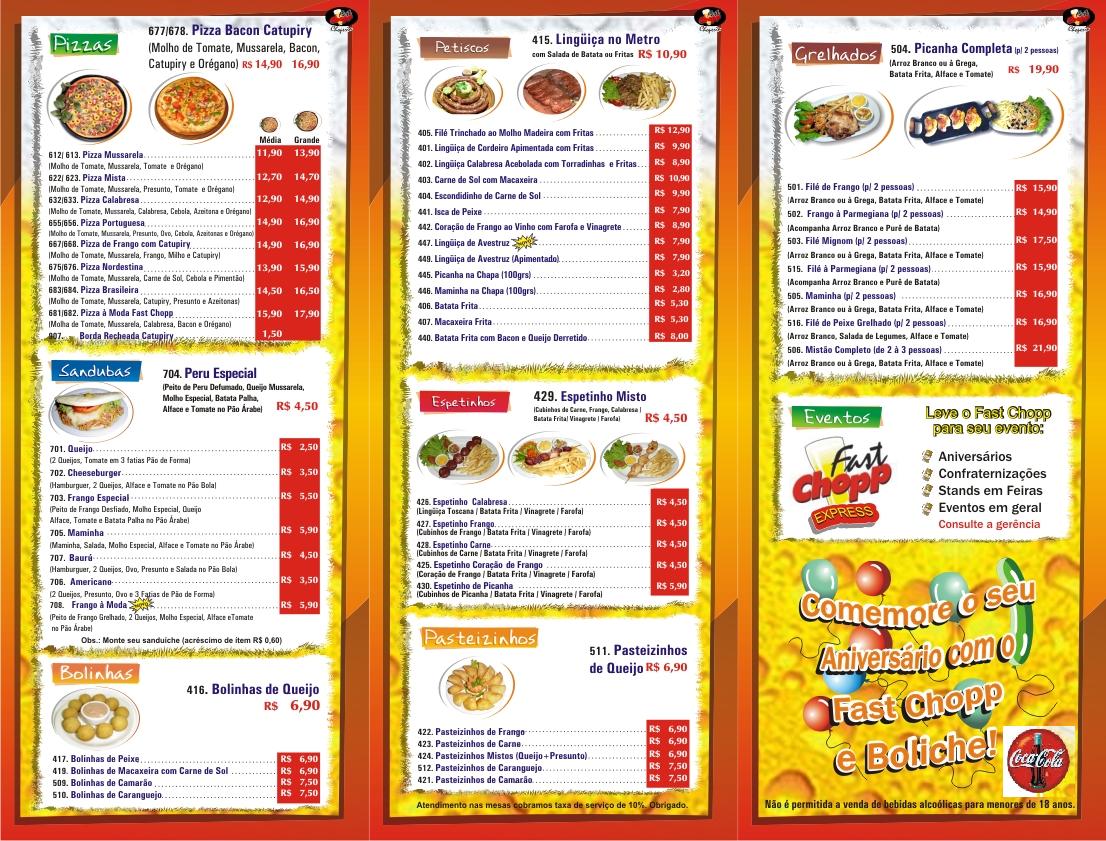 Pizzas
677/678. Pizza Bacon Catupiry
(Molho de Tomate, Mussarela, Bacon,
Catupiry e Orégano) R$ 14,90 16,90
Média Grande
612/ 613. Pizza Mussarela 11,90 13,90
(Molho de Tomate, Mussarela, Tomate e Orégano)
622/ 623. Pizza Mista 12,70 14,70
(Molho de Tomate, Mussarela, Presunto, Tomate e Orégano)
632/633. Pizza Calabresa 12,90 14,90
(Molho de Tomate, Mussarela, Calabresa, Cebola, Azeitona e Orégano)
655/656. Pizza Portuguesa 14,90 16,90
(Molho de Tomate, Mussarela, Presunto, Ovo, Cebola, Azeitonas e Orégano)
667/668. Pizza de Frango com Catupiry 14,90 16,90
(Molho de Tomate, Mussarela, Frango, Milho e Catupiry)
675/676. Pizza Nordestina 13,90 15,90
(Molho de Tomate, Mussarela, Carne de Sol, Cebola e Pimentão)
683/684. Pizza Brasileira 14,50 16,50
(Molho de Tomate, Mussarela, Catupiry, Presunto e Azeitonas)
681/682. Pizza à Moda Fast Chopp 15,90 17,90
(Molho de Tomate, Mussarela, Calabresa, Bacon e Orégano)
907. Borda Recheada Catupiry 1,50
Sandubas
704. Peru Especial
(Peito de Peru Defumado, Queijo Mussarela,
Molho Especial, Batata Palha,
Alface e Tomate no Pão Árabe) R$ 4,50
701. Queijo R$ 2,50
(2 Queijos, Tomate em 3 fatias Pão de Forma)
702. Cheeseburger R$ 3,50
(Hamburguer, 2 Queijos, Alface e Tomate no Pão Bola)
703. Frango Especial R$ 5,50
(Peito de Frango Desfiado, Molho Especial, Queijo
Alface, Tomate e Batata Palha no Pão Árabe)
705. Maminha R$ 5,90
(Maminha, Salada, Molho Especial, Alface e Tomate no Pão Árabe)
707. Baurú R$ 4,50
(Hamburguer, 2 Queijos, Ovo, Presunto e Salada no Pão Bola)
706. Americano R$ 3,50
(2 Queijos, Presunto, Ovo e 3 Fatias de Pão de Forma)
708. Frango à Moda R$ 5,90
(Peito de Frango Grelhado, 2 Queijos, Molho Especial, Alface eTomate
no Pão Árabe)
Obs.: Monte seu sanduíche (acréscimo de ítem R$ 0,60)
Bolinhas
416. Bolinhas de Queijo
R$ 6,90
417. Bolinhas de Peixe R$ 6,90
419. Bolinhas de Macaxeira com Carne de Sol R$ 6,90
509. Bolinhas de Camarão R$ 7,50
510. Bolinhas de Caranguejo R$ 7,50
Petiscos
415. Lingüiça no Metro
com Salada de Batata ou Fritas R$ 10,90
405. Filé Trinchado ao Molho Madeira com Fritas R$ 12,90
401. Lingüiça de Cordeiro Apimentada com Fritas R$ 9,90
402. Lingüiça Calabresa Acebolada com Torradinhas e Fritas R$ 8,90
403. Carne de Sol com Macaxeira R$ 10,90
404. Escondidinho de Carne de Sol R$ 9,90
441. Isca de Peixe R$ 7,90
442. Coração de Frango ao Vinho com Farofa e Vinagrete R$ 8,90
447. Lingüiça de Avestruz R$ 7,90
449. Lingüiça de Avestruz (Apimentado) R$ 7,90
445. Picanha na Chapa (100grs) R$ 3,20
446. Maminha na Chapa (100grs) R$ 2,80
406. Batata Frita R$ 5,30
407. Macaxeira Frita R$ 5,30
440. Batata Frita com Bacon e Queijo Derretido R$ 8,00
Espetinhos
429. Espetinho Misto
(Cubinhos de Carne, Frango, Calabresa /
Batata Frita/ Vinagrete / Farofa) R$ 4,50
426. Espetinho Calabresa R$ 4,50
(Lingüiça Toscana / Batata Frita / Vinagrete / Farofa)
427. Espetinho Frango R$ 4,50
(Cubinhos de Frango / Batata Frita / Vinagrete / Farofa)
428. Espetinho Carne R$ 4,50
(Cubinhos de Carne / Batata Frita / Vinagrete / Farofa)
425. Espetinho Coração de Frango R$ 4,50
(Coração de Frango / Batata Frita / Vinagrete / Farofa)
430. Espetinho de Picanha R$ 5,90
(Cubinhos de Picanha / Batata Frita / Vinagrete / Farofa)
Pasteizinhos
511. Pasteizinhos
de Queijo R$ 6,90
422. Pasteizinhos de Frango R$ 6,90
423. Pasteizinhos de Carne R$ 6,90
424. Pasteizinhos Mistos (Queijo+Presunto) R$ 6,90
512. Pasteizinhos de Caranguejo R$ 7,50
421. Pasteizinhos de Camarão R$ 7,50
Atendimento nas mesas cobramos taxa de serviço de 10%. Obrigado.
Grelhados
504. Picanha Completa (p/ 2 pessoas)
(Arroz Branco ou à Grega,
Batata Frita, Alface e Tomate) R$ 19,90
501. Filé de Frango (p/ 2 pessoas) R$ 15,90
(Arroz Branco ou à Grega, Batata Frita, Alface e Tomate)
502. Frango à Parmegiana (p/ 2 pessoas) R$ 14,90
(Acompanha Arroz Branco e Purê de Batata)
503. Filé Mignom (p/ 2 pessoas) R$ 17,50
(Arroz Branco ou à Grega, Batata Frita, Alface e Tomate)
515. Filé à Parmegiana (p/ 2 pessoas) R$ 15,90
(Acompanha Arroz Branco e Purê de Batata)
505. Maminha (p/ 2 pessoas) R$ 16,90
(Arroz Branco ou à Grega, Batata Frita, Alface e Tomate)
516. Filé de Peixe Grelhado (p/ 2 pessoas) R$ 16,90
(Arroz Branco, Salada de Legumes, Alface e Tomate)
506. Mistão Completo (de 2 à 3 pessoas) R$ 21,90
(Arroz Branco ou à Grega, Batata Frita, Alface e Tomate)
Eventos
Leve o Fast Chopp
para seu evento:
Fast
Chopp
EXPRESS
Aniversários
Confraternizações
Stands em Feiras
Eventos em geral
Consulte a gerência
Comemore o seu
Aniversário com o
Fast Chopp
e Boliche!
Coca-Cola
Não é permitida a venda de bebidas alcoólicas para menores de 18 anos.